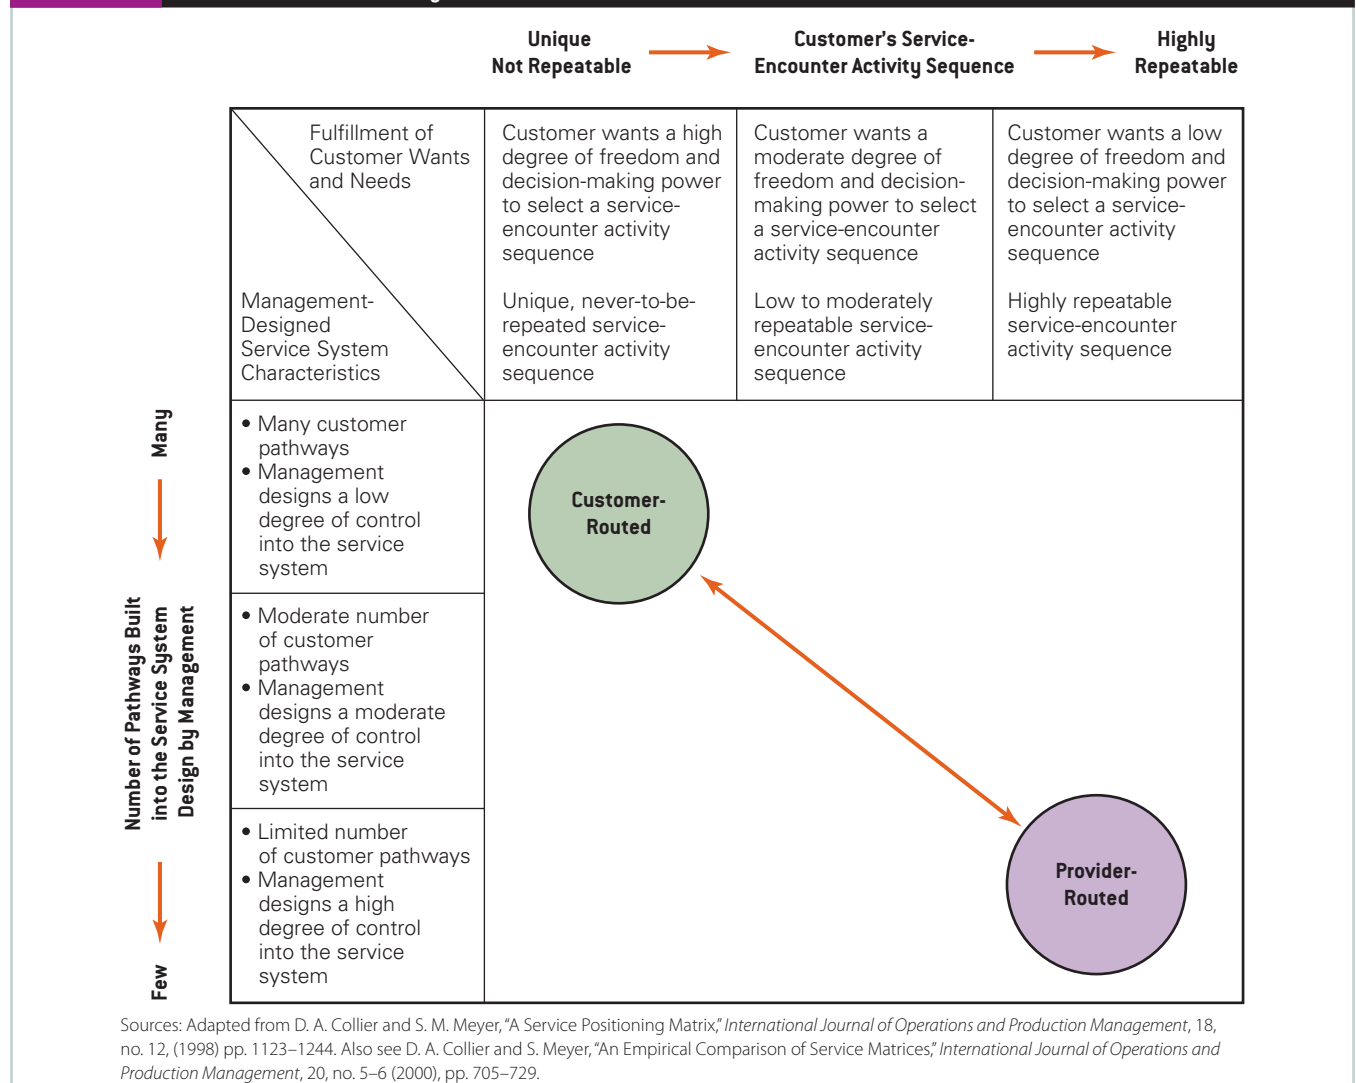 Unique
Not Repeatable
Customer's Service-
Encounter Activity Sequence
Highly
Repeatable
Fulfillment of
Customer Wants
and Needs
Management-
Designed
Service System
Characteristics
Customer wants a high
degree of freedom and
decision-making power
to select a service-
encounter activity
sequence
Unique, never-to-be-
repeated service-
encounter activity
sequence
Customer wants a
moderate degree of
freedom and decision-
making power to select
a service-encounter
activity sequence
Low to moderately
repeatable service-
encounter activity
sequence
Customer wants a low
degree of freedom and
decision-making power
to select a service-
encounter activity
sequence
Highly repeatable
service-encounter
activity sequence
Many
Number of Pathways Built
into the Service System
Design by Management
Few
• Many customer
pathways
• Management
designs a low
degree of control
into the service
system
• Moderate number
of customer
pathways
• Management
designs a moderate
degree of control
into the service
system
• Limited number
of customer pathways
• Management
designs a high
degree of control
into the service
system
Customer-
Routed
Provider-
Routed
Sources: Adapted from D. A. Collier and S. M. Meyer, "A Service Positioning Matrix," International Journal of Operations and Production Management, 18,
no. 12, (1998) pp. 1123–1244. Also see D. A. Collier and S. Meyer, "An Empirical Comparison of Service Matrices," International Journal of Operations and
Production Management, 20, no. 5–6 (2000), pp. 705–729.